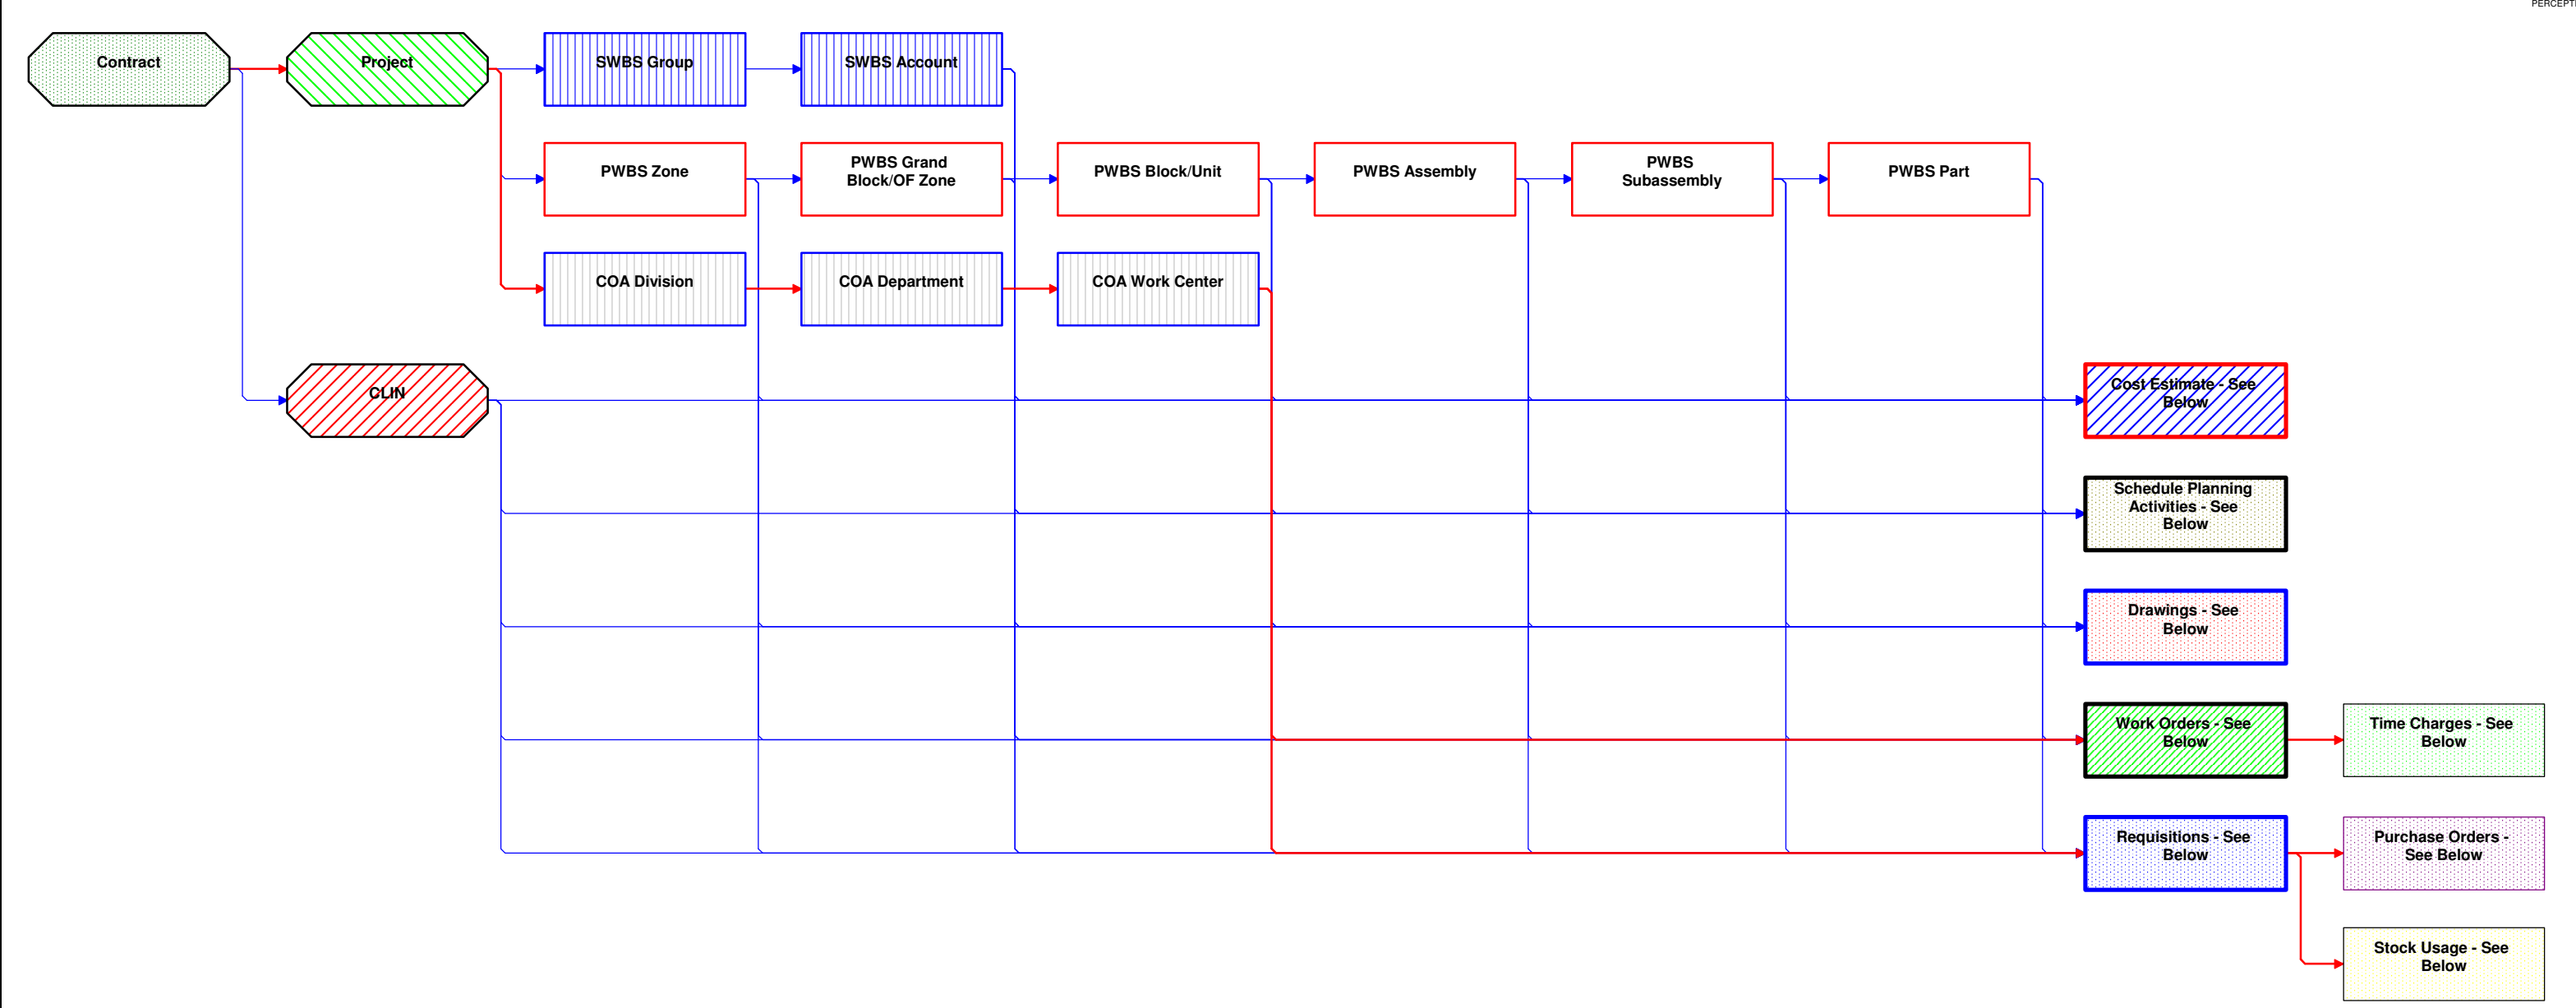 PERCEPTI
Contract
Project
SWBS Group
SWBS Account
PWBS Zone
PWBS Grand
Block/OF Zone
PWBS Block/Unit
PWBS Assembly
PWBS
Subassembly
PWBS Part
COA Division
COA Department
COA Work Center
CLIN
Cost Estimate - See
Below
Schedule Planning
Activities - See
Below
Drawings - See
Below
Work Orders - See
Below
Time Charges - See
Below
Requisitions - See
Below
Purchase Orders -
See Below
Stock Usage - See
Below